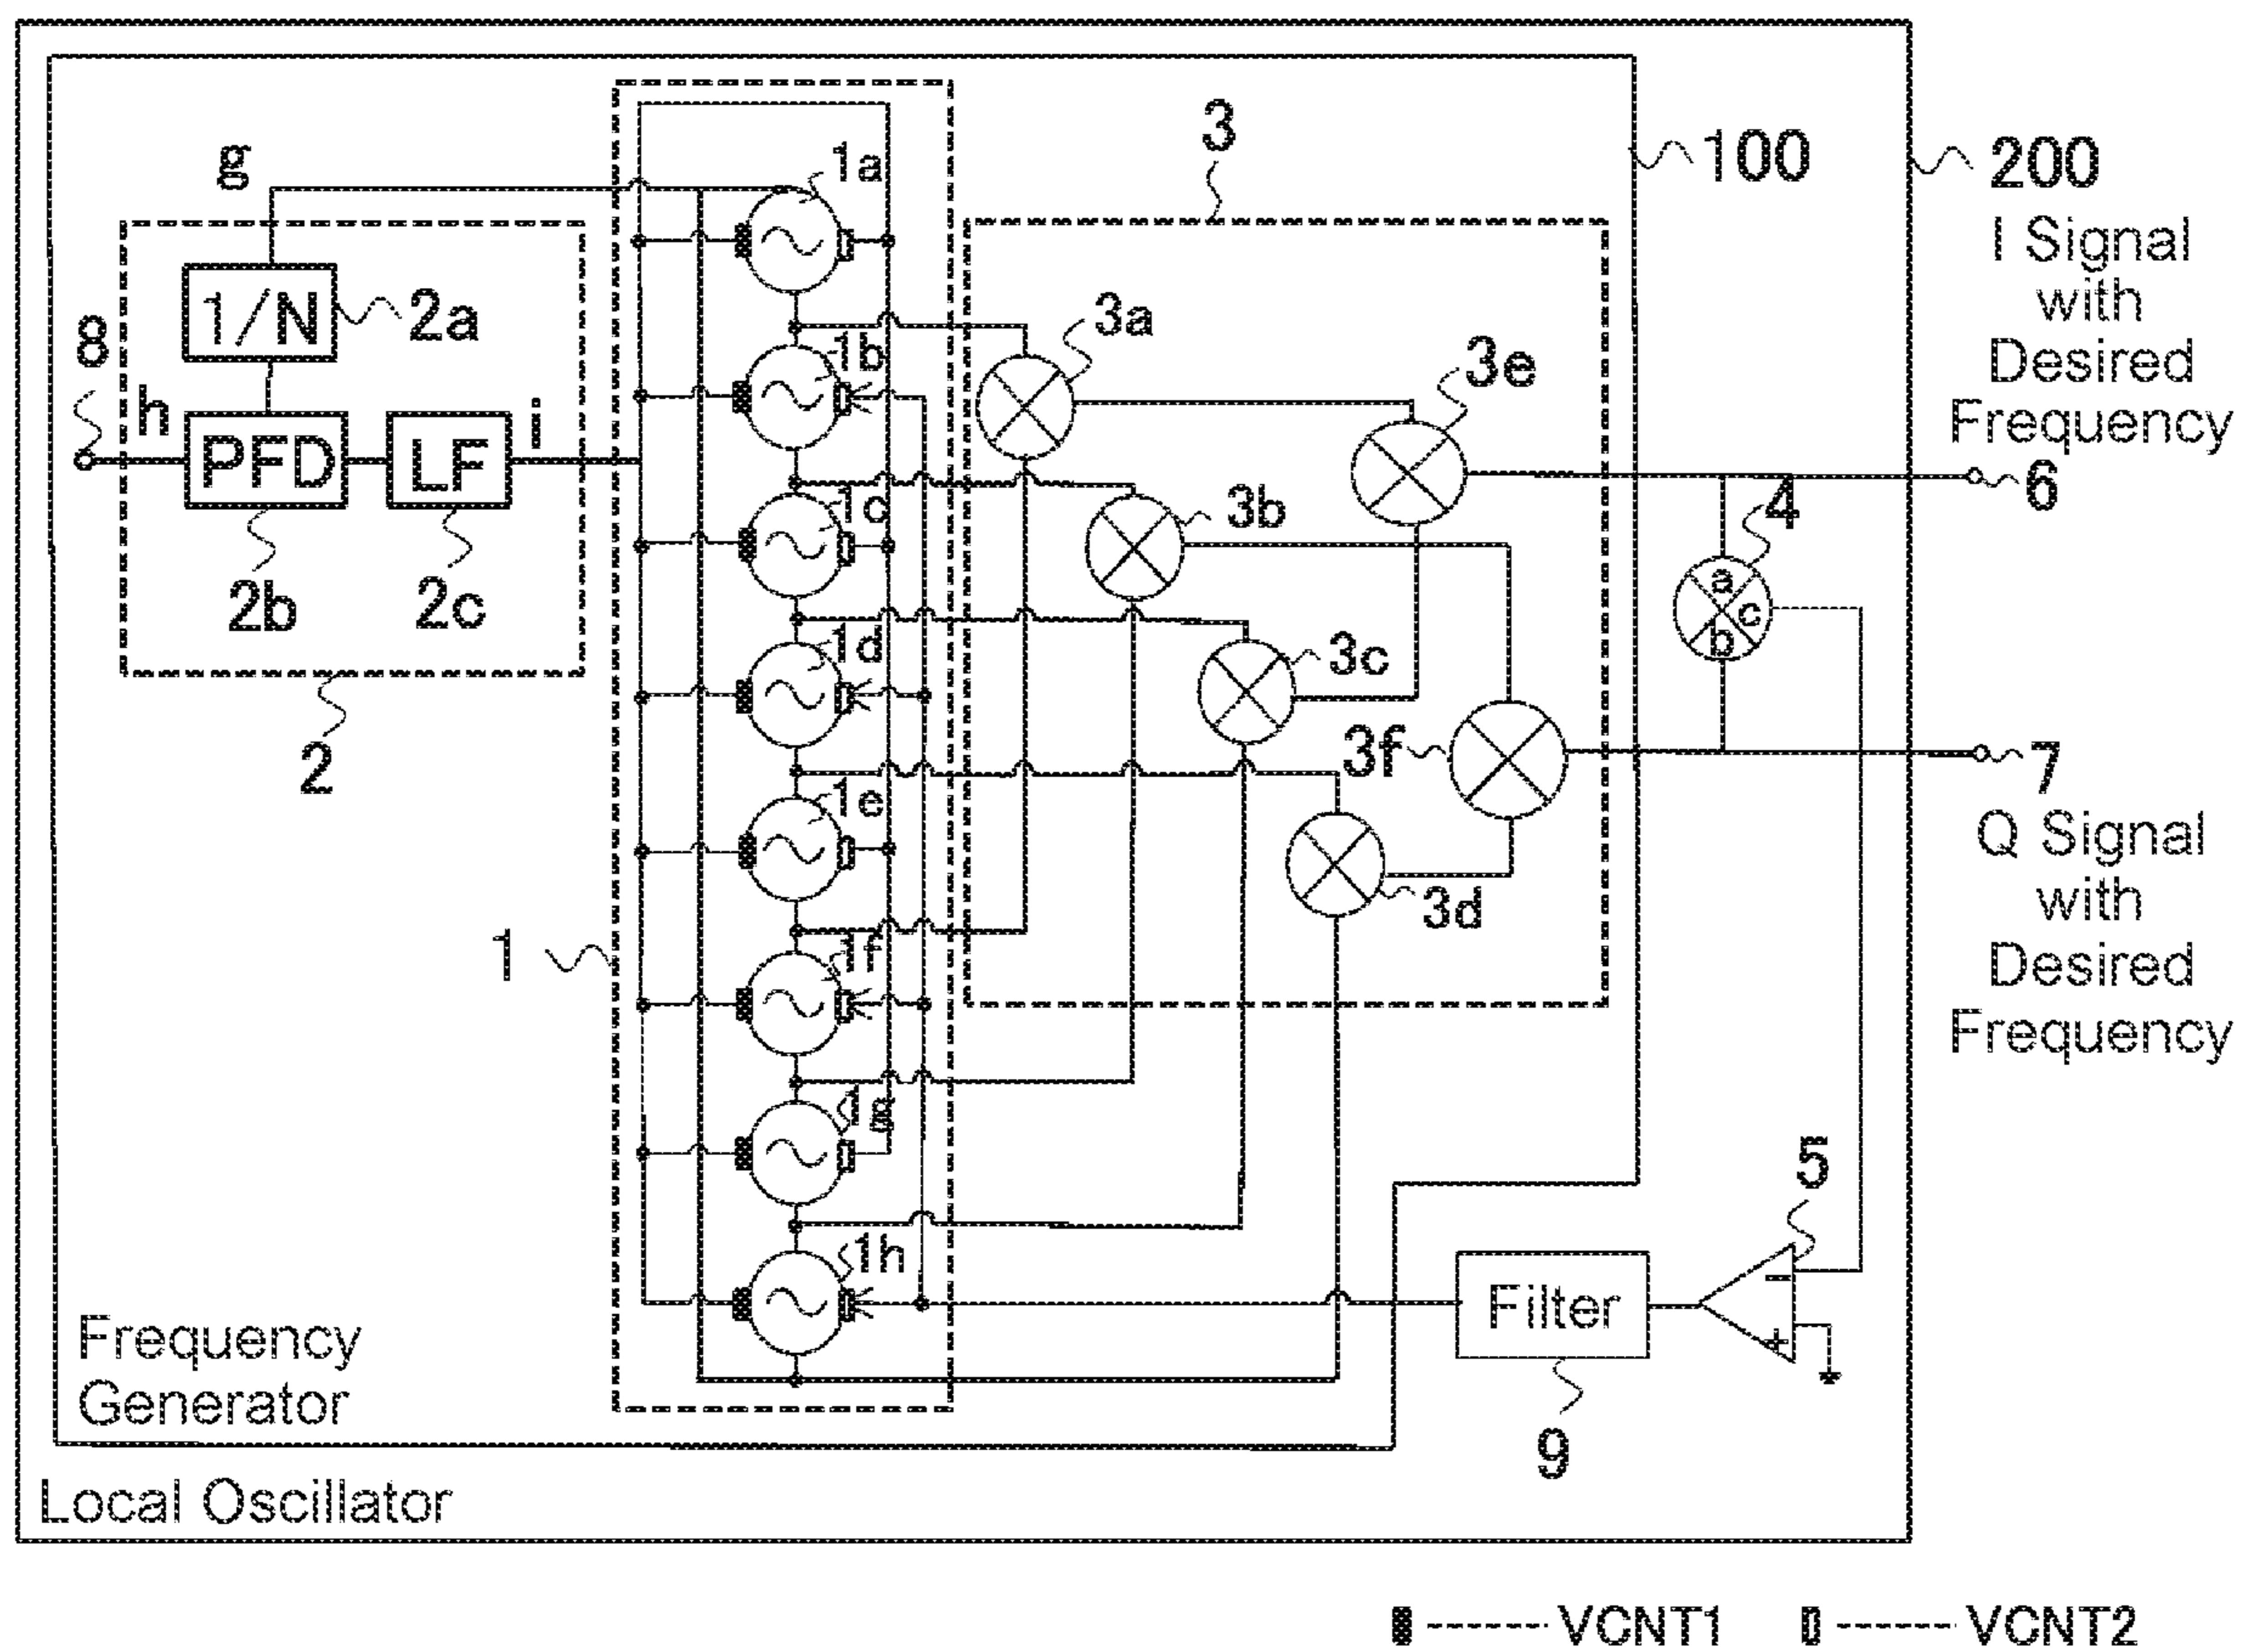 g
1a
3
100
200
I Signal
with
Desired
Frequency
1/N
2a
3a
8
h
1b
3e
PFD
LF
i
6
2b
2c
1c
3b
4
a
c
b
1d
3c
2
3f
7
Q Signal
with
Desired
Frequency
1e
3d
1
1f
1g
5
1h
Filter
−
+
9
Frequency
Generator
Local Oscillator
VCNT1
VCNT2